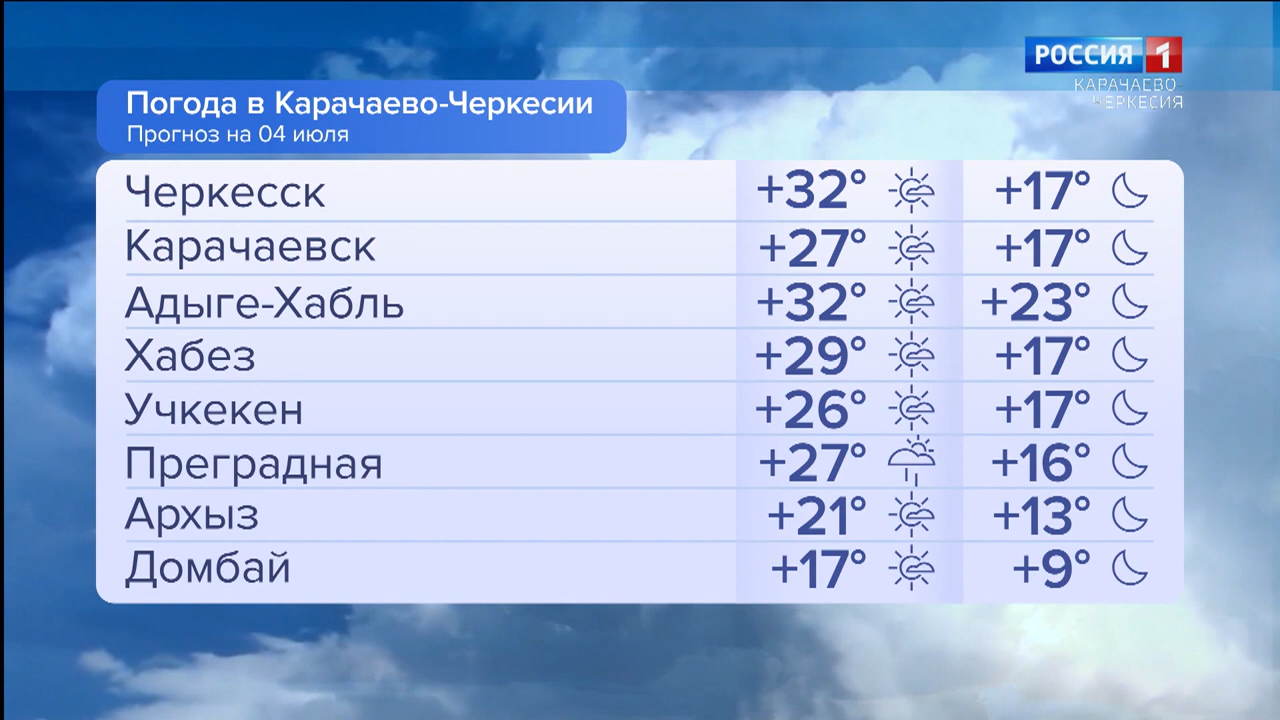 РОССИЯ 1
КАРАЧАЕВО-
ЧЕРКЕСИЯ
Погода в Карачаево-Черкесии
Прогноз на 04 июля
Черкесск +32° +17°
Карачаевск +27° +17°
Адыге-Хабль +32° +23°
Хабез +29° +17°
Учкекен +26° +17°
Преградная +27° +16°
Архыз +21° +13°
Домбай +17° +9°